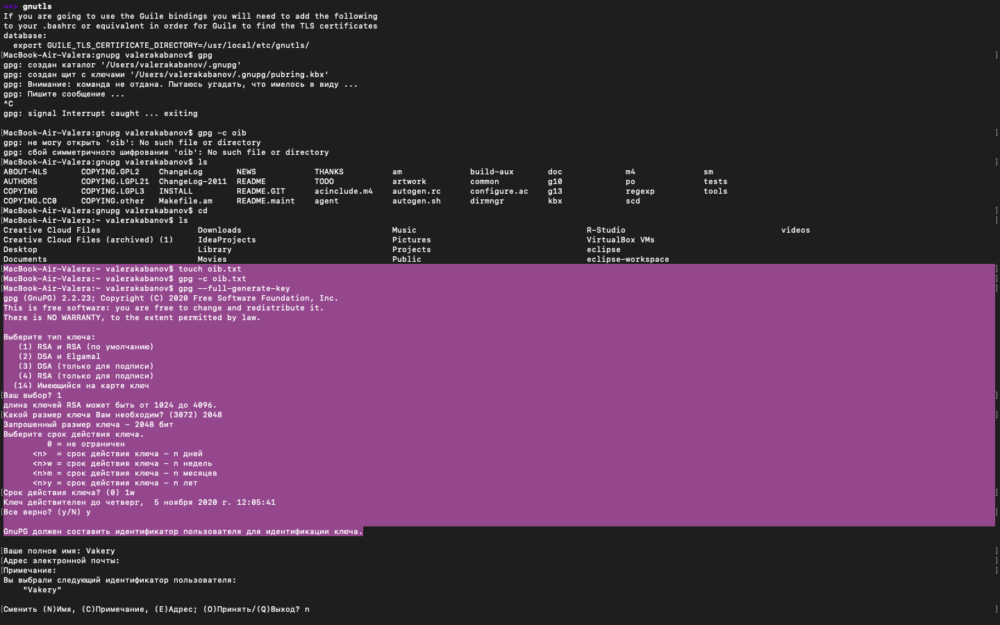 ==> gnutls
If you are going to use the Guile bindings you will need to add the following
to your .bashrc or equivalent in order for Guile to find the TLS certificates
database:
  export GUILE_TLS_CERTIFICATE_DIRECTORY=/usr/local/etc/gnutls/
[MacBook-Air-Valera:gnupg valerakabanov$ gpg ]
gpg: создан каталог '/Users/valerakabanov/.gnupg'
gpg: создан щит с ключами '/Users/valerakabanov/.gnupg/pubring.kbx'
gpg: Внимание: команда не отдана. Пытаюсь угадать, что имелось в виду ...
gpg: Пишите сообщение ...
^C
gpg: signal Interrupt caught ... exiting

[MacBook-Air-Valera:gnupg valerakabanov$ gpg -c oib ]
gpg: не могу открыть 'oib': No such file or directory
gpg: сбой симметричного шифрования 'oib': No such file or directory
[MacBook-Air-Valera:gnupg valerakabanov$ ls ]
ABOUT-NLS COPYING.GPL2 ChangeLog NEWS THANKS am build-aux doc m4 sm
AUTHORS COPYING.LGPL21 ChangeLog-2011 README TODO artwork common g10 po tests
COPYING COPYING.LGPL3 INSTALL README.GIT acinclude.m4 autogen.rc configure.ac g13 regexp tools
COPYING.CC0 COPYING.other Makefile.am README.maint agent autogen.sh dirmngr kbx scd
[MacBook-Air-Valera:gnupg valerakabanov$ cd ]
[MacBook-Air-Valera:~ valerakabanov$ ls ]
Creative Cloud Files Downloads Music R-Studio videos
Creative Cloud Files (archived) (1) IdeaProjects Pictures VirtualBox VMs
Desktop Library Projects eclipse
Documents Movies Public eclipse-workspace
[MacBook-Air-Valera:~ valerakabanov$ touch oib.txt ]
[MacBook-Air-Valera:~ valerakabanov$ gpg -c oib.txt ]
[MacBook-Air-Valera:~ valerakabanov$ gpg --full-generate-key ]
gpg (GnuPG) 2.2.23; Copyright (C) 2020 Free Software Foundation, Inc.
This is free software: you are free to change and redistribute it.
There is NO WARRANTY, to the extent permitted by law.

Выберите тип ключа:
   (1) RSA и RSA (по умолчанию)
   (2) DSA и Elgamal
   (3) DSA (только для подписи)
   (4) RSA (только для подписи)
  (14) Имеющийся на карте ключ
[Ваш выбор? 1 ]
длина ключей RSA может быть от 1024 до 4096.
[Какой размер ключа Вам необходим? (3072) 2048 ]
Запрошенный размер ключа - 2048 бит
Выберите срок действия ключа.
         0 = не ограничен
      <n>  = срок действия ключа - n дней
      <n>w = срок действия ключа - n недель
      <n>m = срок действия ключа - n месяцев
      <n>y = срок действия ключа - n лет
[Срок действия ключа? (0) 1w ]
Ключ действителен до четверг,  5 ноября 2020 г. 12:05:41
[Все верно? (y/N) y ]

GnuPG должен составить идентификатор пользователя для идентификации ключа.

[Ваше полное имя: Vakery ]
[Адрес электронной почты: ]
[Примечание: ]
Вы выбрали следующий идентификатор пользователя:
    "Vakery"

[Сменить (N)Имя, (C)Примечание, (E)Адрес; (O)Принять/(Q)Выход? n ]